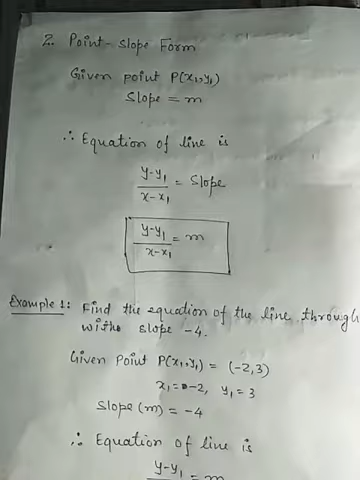 2. Point-Slope Form
Given point P(x₁,y₁)
Slope = m
∴ Equation of line is
y-y₁/x-x₁ = Slope
y-y₁/x-x₁ = m
Example 1: Find the equation of the line through
with slope -4.
Given Point P(x₁,y₁) = (-2,3)
x₁=-2, y₁=3
Slope (m) = -4
∴ Equation of line is
y-y₁/ = m